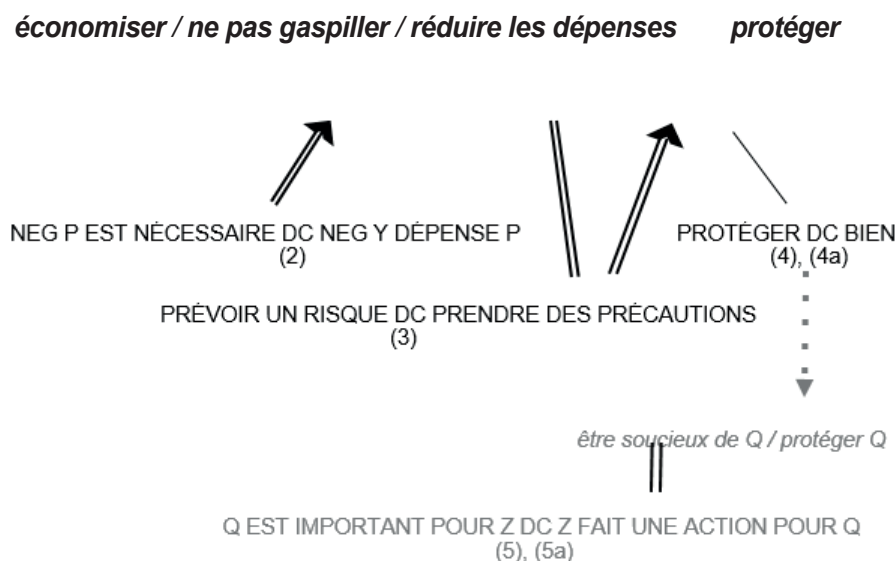 économiser / ne pas gaspiller / réduire les dépenses protéger
NEG P EST NÉCESSAIRE DC NEG Y DÉPENSE P
(2)
PROTÉGER DC BIEN
(4), (4a)
PRÉVOIR UN RISQUE DC PRENDRE DES PRÉCAUTIONS
(3)
être soucieux de Q / protéger Q
Q EST IMPORTANT POUR Z DC Z FAIT UNE ACTION POUR Q
(5), (5a)